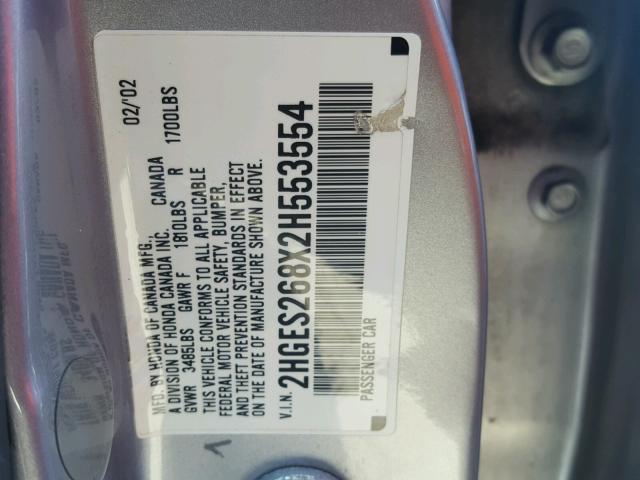 MFD. BY HONDA OF CANADA MFG. 02/'02
A DIVISION OF HONDA CANADA INC. CANADA
GVWR 3485LBS GAWR F 1810LBS R 1700LBS
THIS VEHICLE CONFORMS TO ALL APPLICABLE
FEDERAL MOTOR VEHICLE SAFETY, BUMPER,
AND THEFT PREVENTION STANDARDS IN EFFECT
ON THE DATE OF MANUFACTURE SHOWN ABOVE.
V.I.N. 2HGES268X2H553554
PASSENGER CAR